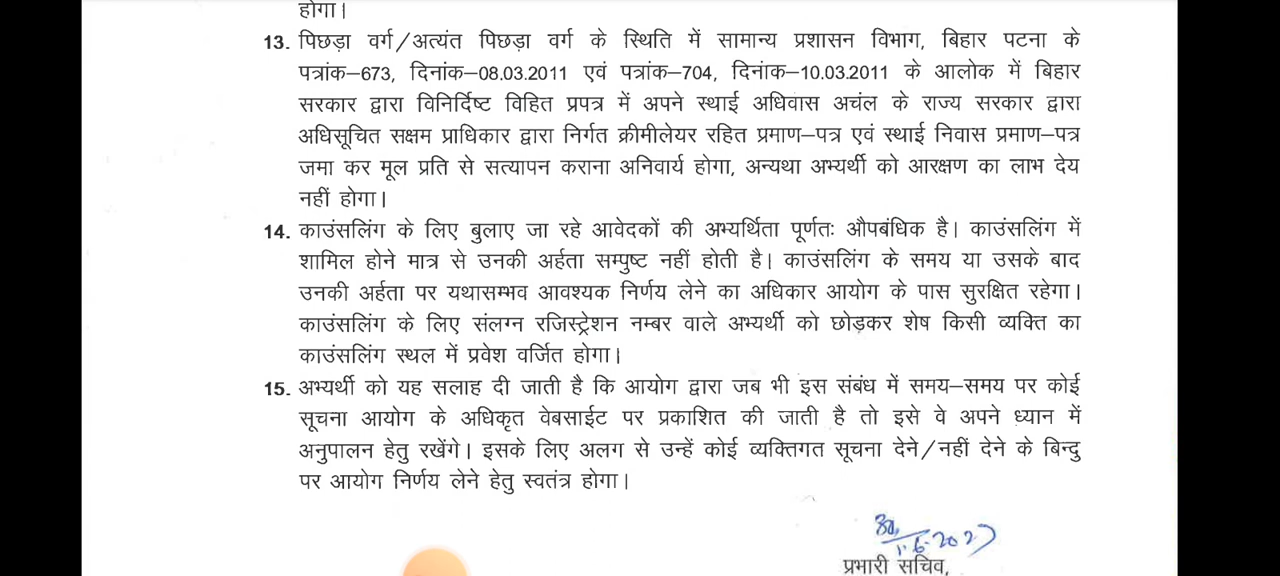 होगा।
13. पिछड़ा वर्ग/अत्यंत पिछड़ा वर्ग के स्थिति में सामान्य प्रशासन विभाग, बिहार पटना के
पत्रांक–673, दिनांक–08.03.2011 एवं पत्रांक–704, दिनांक–10.03.2011 के आलोक में बिहार
सरकार द्वारा विनिर्दिष्ट विहित प्रपत्र में अपने स्थाई अधिवास अचंल के राज्य सरकार द्वारा
अधिसूचित सक्षम प्राधिकार द्वारा निर्गत क्रीमीलेयर रहित प्रमाण–पत्र एवं स्थाई निवास प्रमाण–पत्र
जमा कर मूल प्रति से सत्यापन कराना अनिवार्य होगा, अन्यथा अभ्यर्थी को आरक्षण का लाभ देय
नहीं होगा।
14. काउंसलिंग के लिए बुलाए जा रहे आवेदकों की अभ्यर्थिता पूर्णतः औपबंधिक है। काउंसलिंग में
शामिल होने मात्र से उनकी अर्हता सम्पुष्ट नहीं होती है। काउंसलिंग के समय या उसके बाद
उनकी अर्हता पर यथासम्भव आवश्यक निर्णय लेने का अधिकार आयोग के पास सुरक्षित रहेगा।
काउंसलिंग के लिए संलग्न रजिस्ट्रेशन नम्बर वाले अभ्यर्थी को छोड़कर शेष किसी व्यक्ति का
काउंसलिंग स्थल में प्रवेश वर्जित होगा।
15. अभ्यर्थी को यह सलाह दी जाती है कि आयोग द्वारा जब भी इस संबंध में समय–समय पर कोई
सूचना आयोग के अधिकृत वेबसाईट पर प्रकाशित की जाती है तो इसे वे अपने ध्यान में
अनुपालन हेतु रखेंगे। इसके लिए अलग से उन्हें कोई व्यक्तिगत सूचना देने/नहीं देने के बिन्दु
पर आयोग निर्णय लेने हेतु स्वतंत्र होगा।
प्रभारी सचिव,